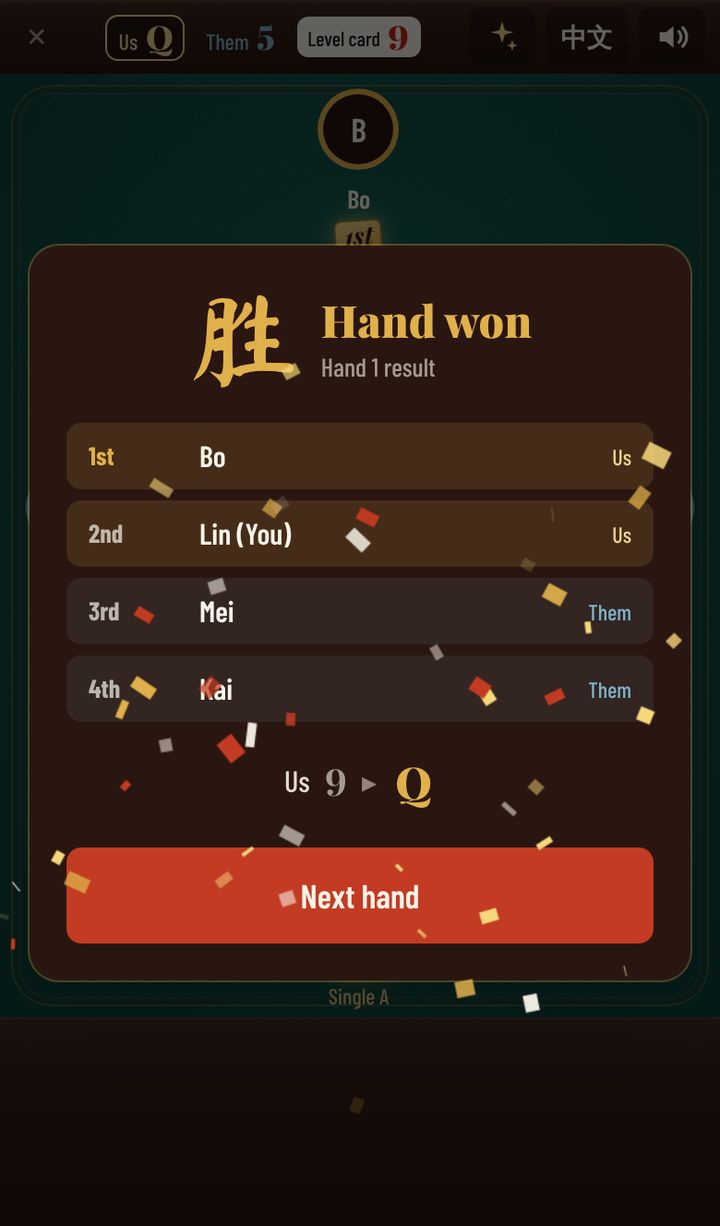 Us Q Them 5 Level card 9 中文
B
Bo
1st
胜 Hand won
Hand 1 result
1st Bo Us
2nd Lin (You) Us
3rd Mei Them
4th Kai Them
Us 9 ▸ Q
Next hand
Single A